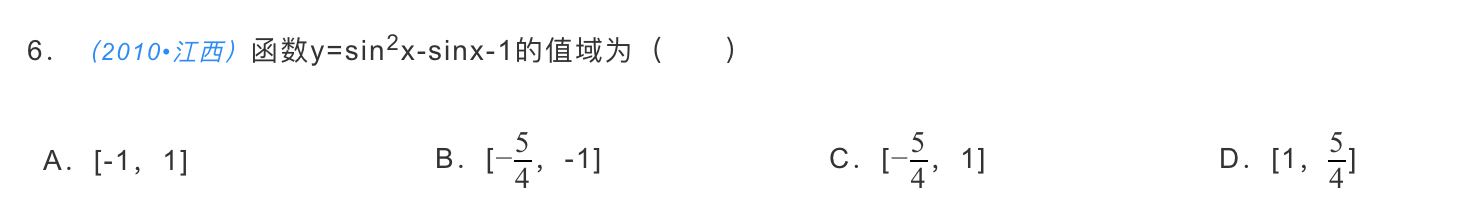 6. (2010•江西) 函数y=sin²x-sinx-1的值域为（　　）
A. [-1, 1]　B. [-5/4, -1]　C. [-5/4, 1]　D. [1, 5/4]